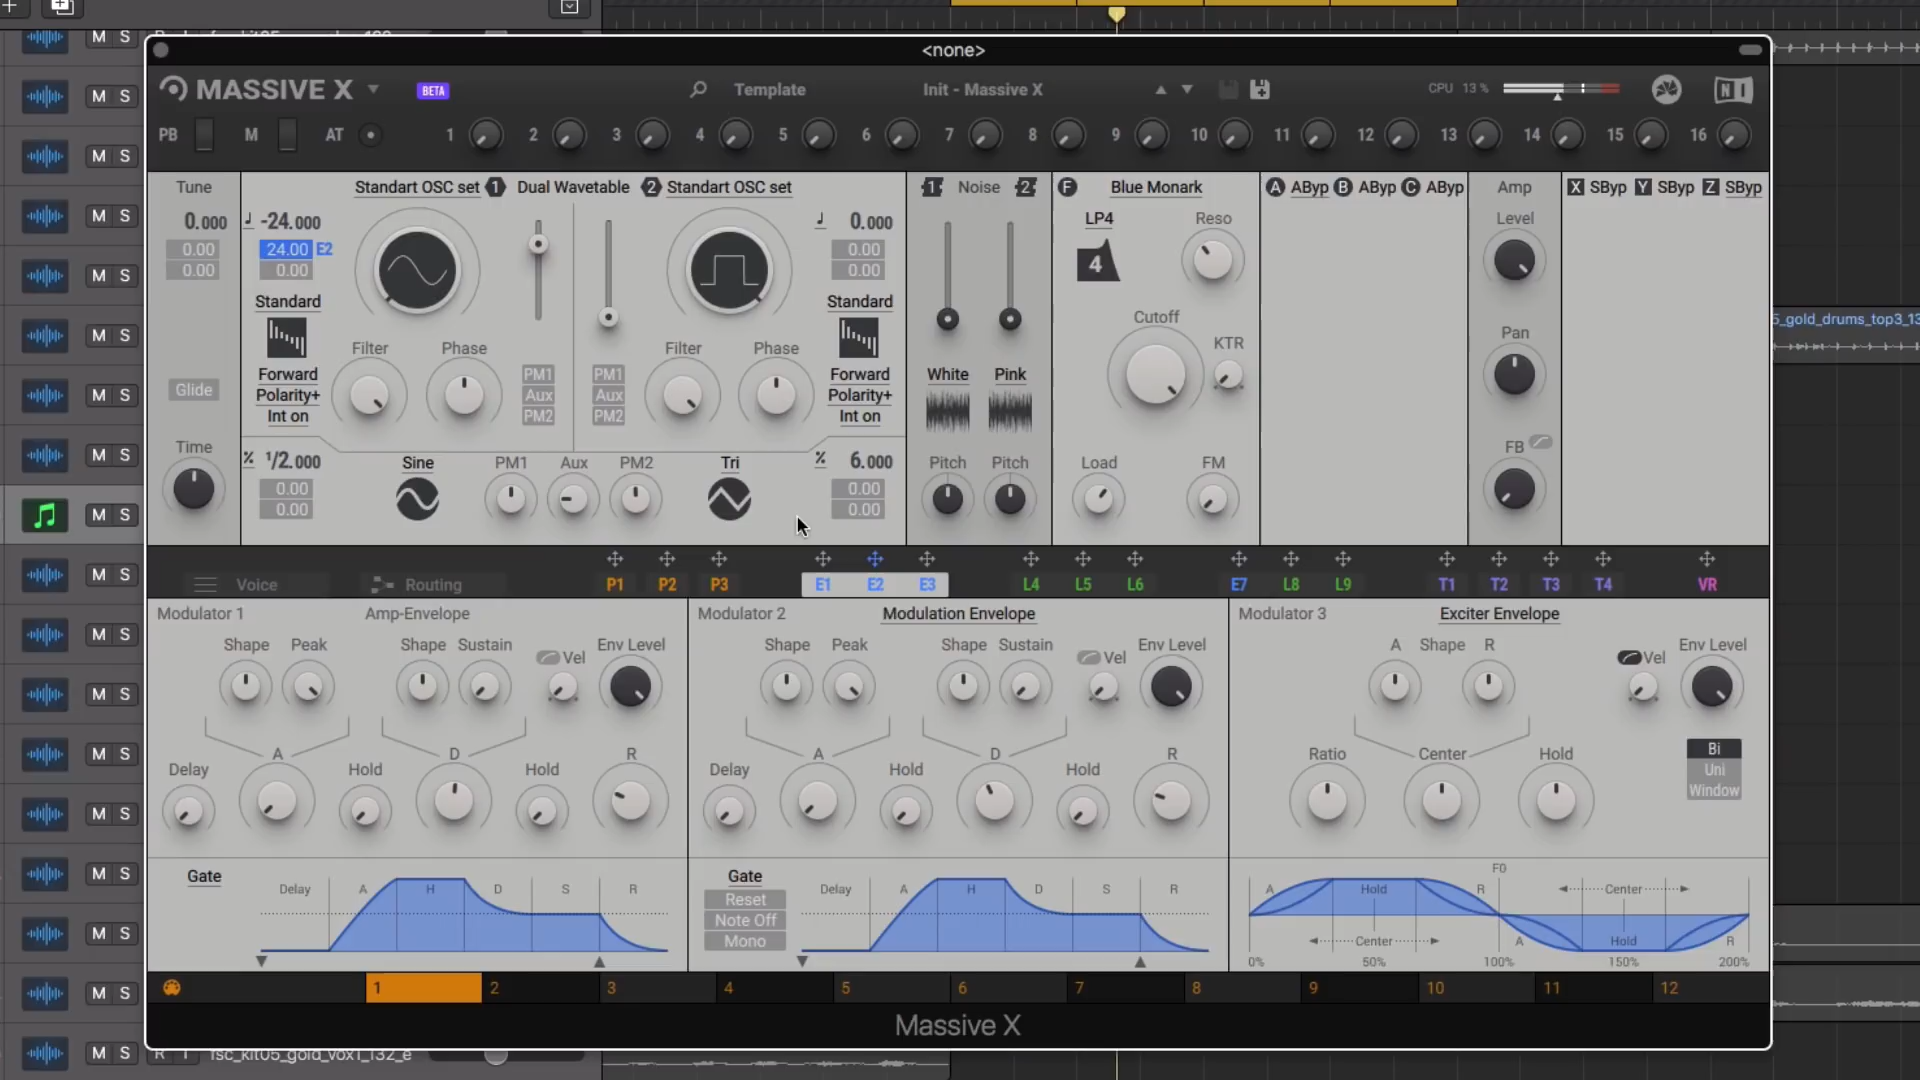 <none>
MASSIVE X BETA Template Init - Massive X CPU 13 % NI
PB M AT 1 2 3 4 5 6 7 8 9 10 11 12 13 14 15 16
Tune Standart OSC set 1 Dual Wavetable 2 Standart OSC set 1 Noise 2 F Blue Monark A AByp B AByp C AByp Amp X SByp Y SByp Z SByp
0.000 -24.000 0.000 LP4 Reso Level
0.00 24.00 E2 0.00
0.00 0.00 0.00 4
Standard Standard
Cutoff Pan
Filter Phase Filter Phase KTR
Glide Forward PM1 PM1 Forward White Pink
Polarity+ Aux Aux Polarity+
Int on PM2 PM2 Int on
Time FB
1/2.000 Sine PM1 Aux PM2 Tri 6.000 Pitch Pitch Load FM
0.00 0.00
0.00 0.00
Voice Routing P1 P2 P3 E1 E2 E3 L4 L5 L6 E7 L8 L9 T1 T2 T3 T4 VR
Modulator 1 Amp-Envelope Modulator 2 Modulation Envelope Modulator 3 Exciter Envelope
Shape Peak Shape Sustain Vel Env Level Shape Peak Shape Sustain Vel Env Level A Shape R Vel Env Level
Delay A Hold D Hold R Delay A Hold D Hold R Ratio Center Hold Bi
Uni
Window
Gate Delay A H D S R Gate Delay A H D S R F0 A Hold R Center
Reset
Note Off
Mono Center A Hold R
0% 50% 100% 150% 200%
1 2 3 4 5 6 7 8 9 10 11 12
Massive X
M S
M S
M S
M S
M S
M S 5_gold_drums_top3_13
M S
M S
M S
M S
M S
M S
M S
M S
M S
M S
M S
M S R I fsc_kit05_gold_vox1_132_e